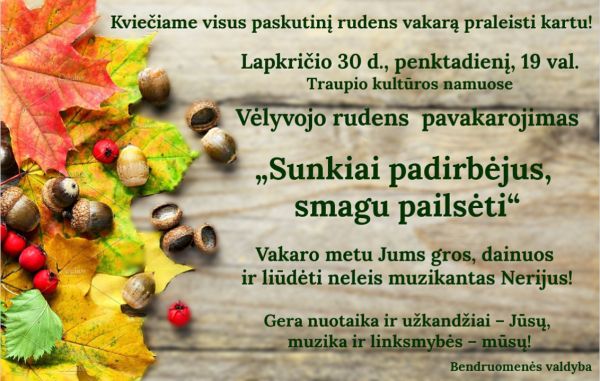 Kviečiame visus paskutinį rudens vakarą praleisti kartu!
Lapkričio 30 d., penktadienį, 19 val.
Traupio kultūros namuose
Vėlyvojo rudens pavakarojimas
„Sunkiai padirbėjus,
smagu pailsėti“
Vakaro metu Jums gros, dainuos
ir liūdėti neleis muzikantas Nerijus!
Gera nuotaika ir užkandžiai – Jūsų,
muzika ir linksmybės – mūsų!
Bendruomenės valdyba